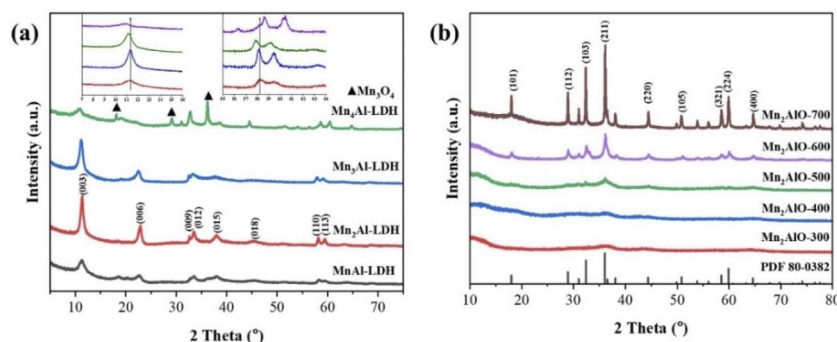 (a)
▲Mn3O4
Mn4Al-LDH
Mn3Al-LDH
(003)
(006)
(009)
(012)
(015)
(018)
(110)
(113)
Mn2Al-LDH
MnAl-LDH
Intensity (a.u.)
10 20 30 40 50 60 70
2 Theta (°)
(b)
(101)
(112)
(103)
(211)
(220)
(105)
(321)
(224)
(400)
Mn2AlO-700
Mn2AlO-600
Mn2AlO-500
Mn2AlO-400
Mn2AlO-300
PDF 80-0382
Intensity (a.u.)
10 20 30 40 50 60 70 80
2 Theta (°)